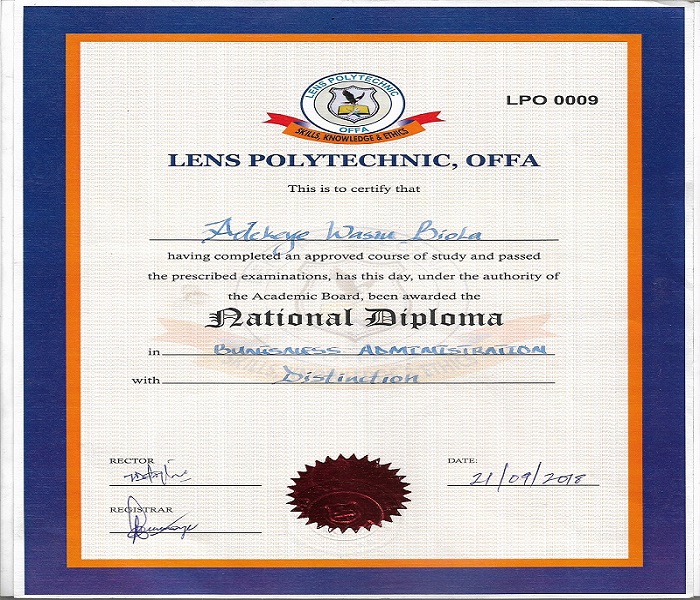 LENS POLYTECHNIC
OFFA
SKILLS, KNOWLEDGE & ETHICS
LPO 0009
LENS POLYTECHNIC, OFFA
This is to certify that
Adekeye Wasiu Biola
having completed an approved course of study and passed
the prescribed examinations, has this day, under the authority of
the Academic Board, been awarded the
National Diploma
in BUNISNESS ADMINISTRATION
with Distinction
RECTOR
DATE:
21/09/2018
REGISTRAR